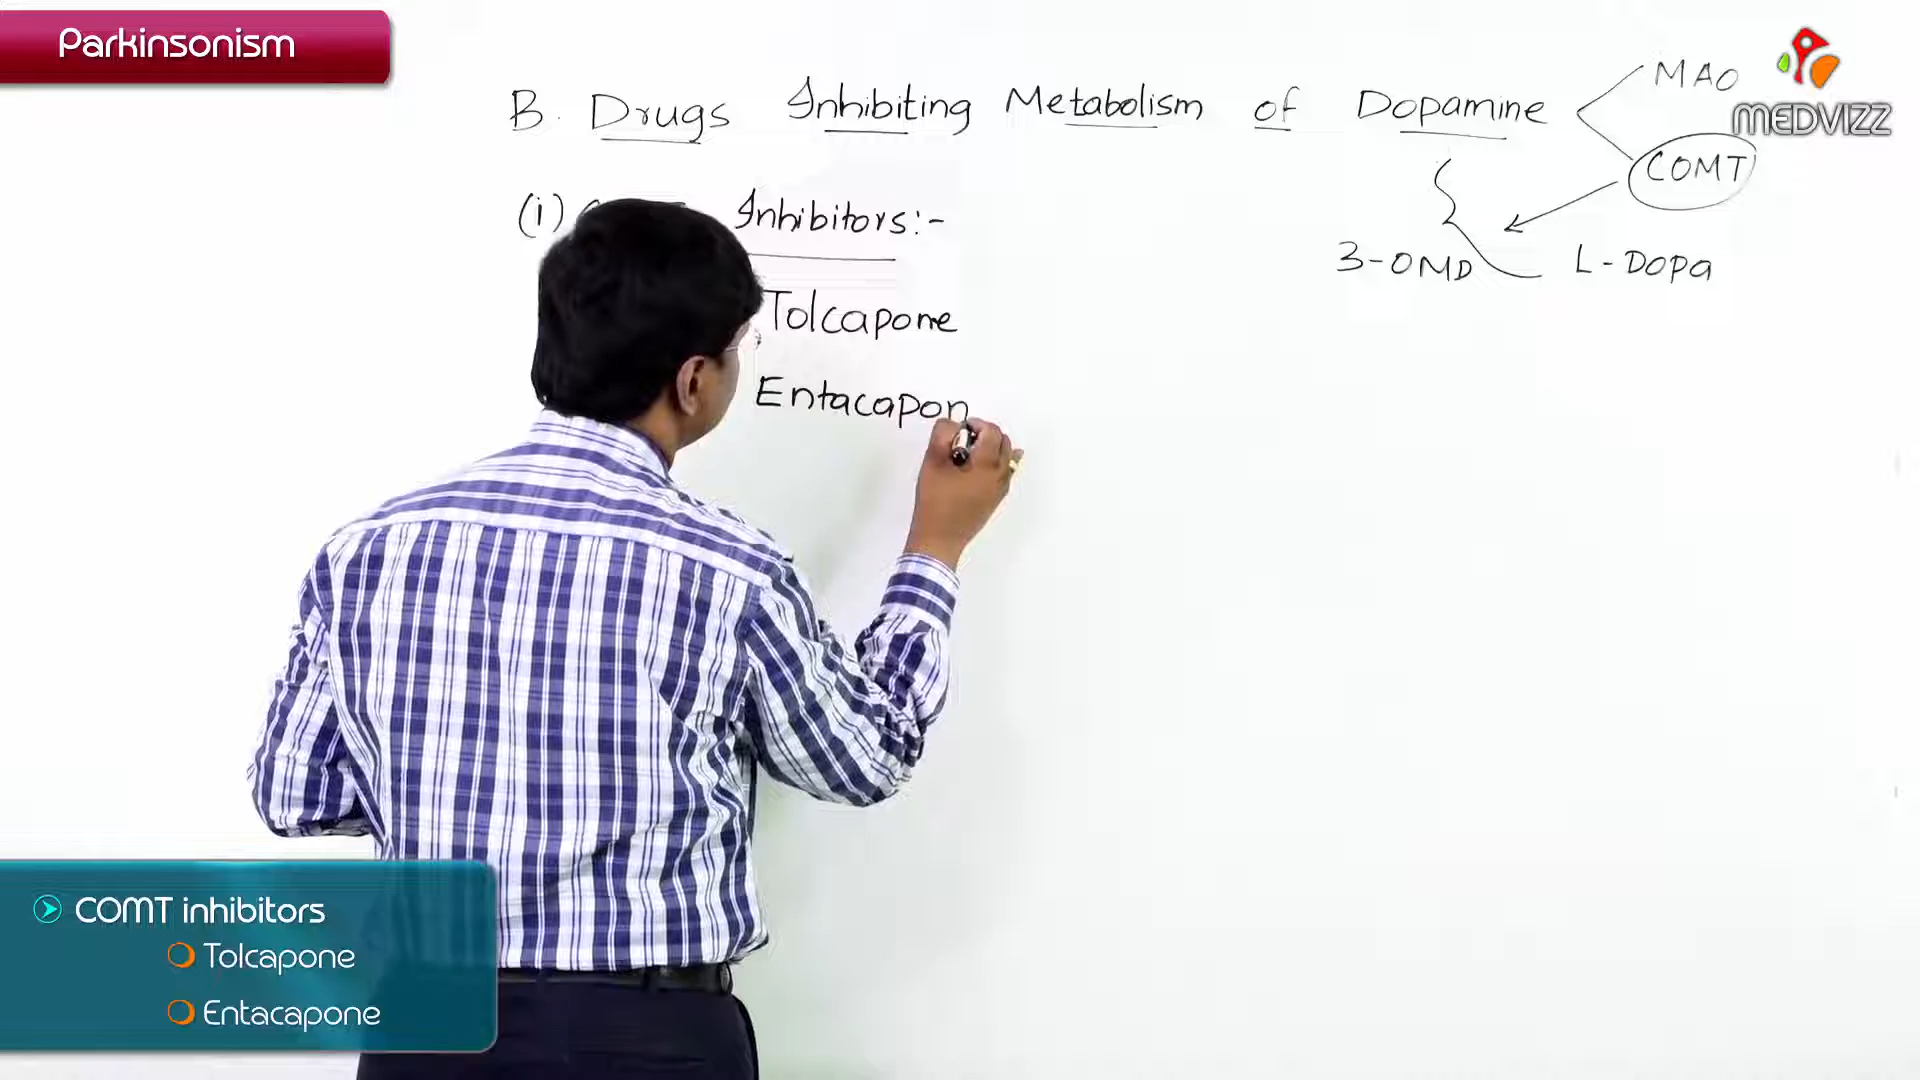 Parkinsonism
B. Drugs Inhibiting Metabolism of Dopamine
MAO
MEDVIZZ
COMT
(i) Inhibitors:-
3-OMD L-DOPA
Tolcapone
Entacapon
COMT inhibitors
Tolcapone
Entacapone